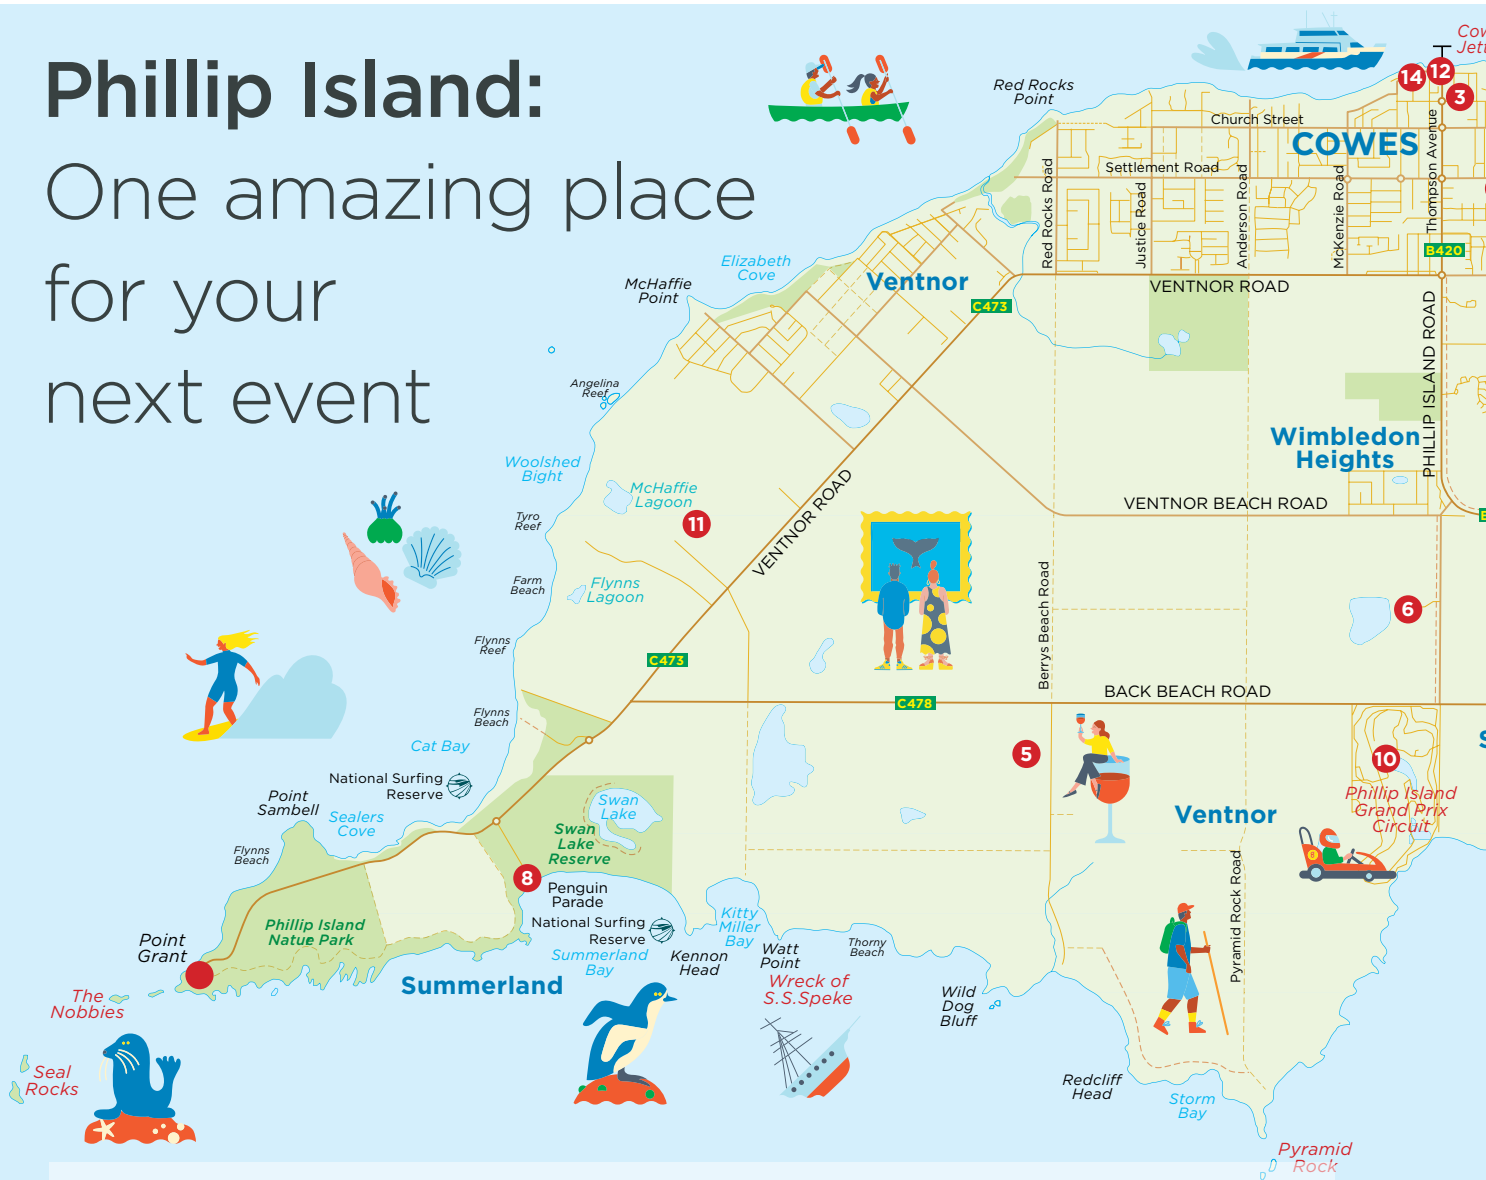 Phillip Island:
One amazing place
for your
next event
Cow
Jett
14
12
3
Red Rocks
Point
Church Street
COWES
Settlement Road
Red Rocks Road
Justice Road
Anderson Road
McKenzie Road
Thompson Avenue
B420
Elizabeth
Cove
Ventnor
McHaffie
Point
C473
VENTNOR ROAD
PHILLIP ISLAND ROAD
Angelina
Reef
Wimbledon
Heights
Woolshed
Bight
McHaffie
Lagoon
11
VENTNOR ROAD
VENTNOR BEACH ROAD
Tyro
Reef
Farm
Beach
Flynns
Lagoon
Berrys Beach Road
6
Flynns
Reef
C473
BACK BEACH ROAD
C478
Flynns
Beach
Cat Bay
5
10
Phillip Island
Grand Prix
Circuit
National Surfing
Reserve
Point
Sambell
Sealers
Cove
Swan
Lake
Swan
Lake
Reserve
Ventnor
Flynns
Beach
8
Penguin
Parade
Pyramid Rock Road
Phillip Island
Natue Park
National Surfing
Reserve
Summerland
Bay
Kitty
Miller
Bay
Kennon
Head
Watt
Point
Thorny
Beach
Point
Grant
Summerland
Wreck of
S.S.Speke
The
Nobbies
Wild
Dog
Bluff
Seal
Rocks
Redcliff
Head
Storm
Bay
Pyramid
Rock